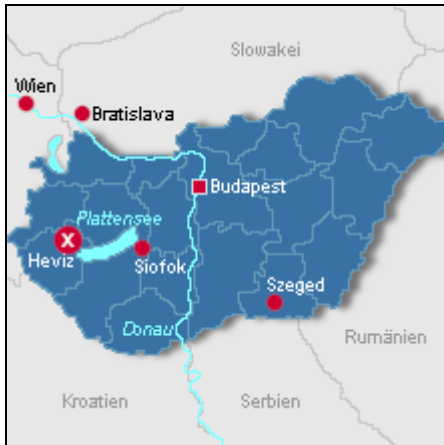 Slowakei
Wien
Bratislava
Budapest
Plattensee
X
Heviz
Siofok
Szeged
Donau
Rumänien
Kroatien
Serbien